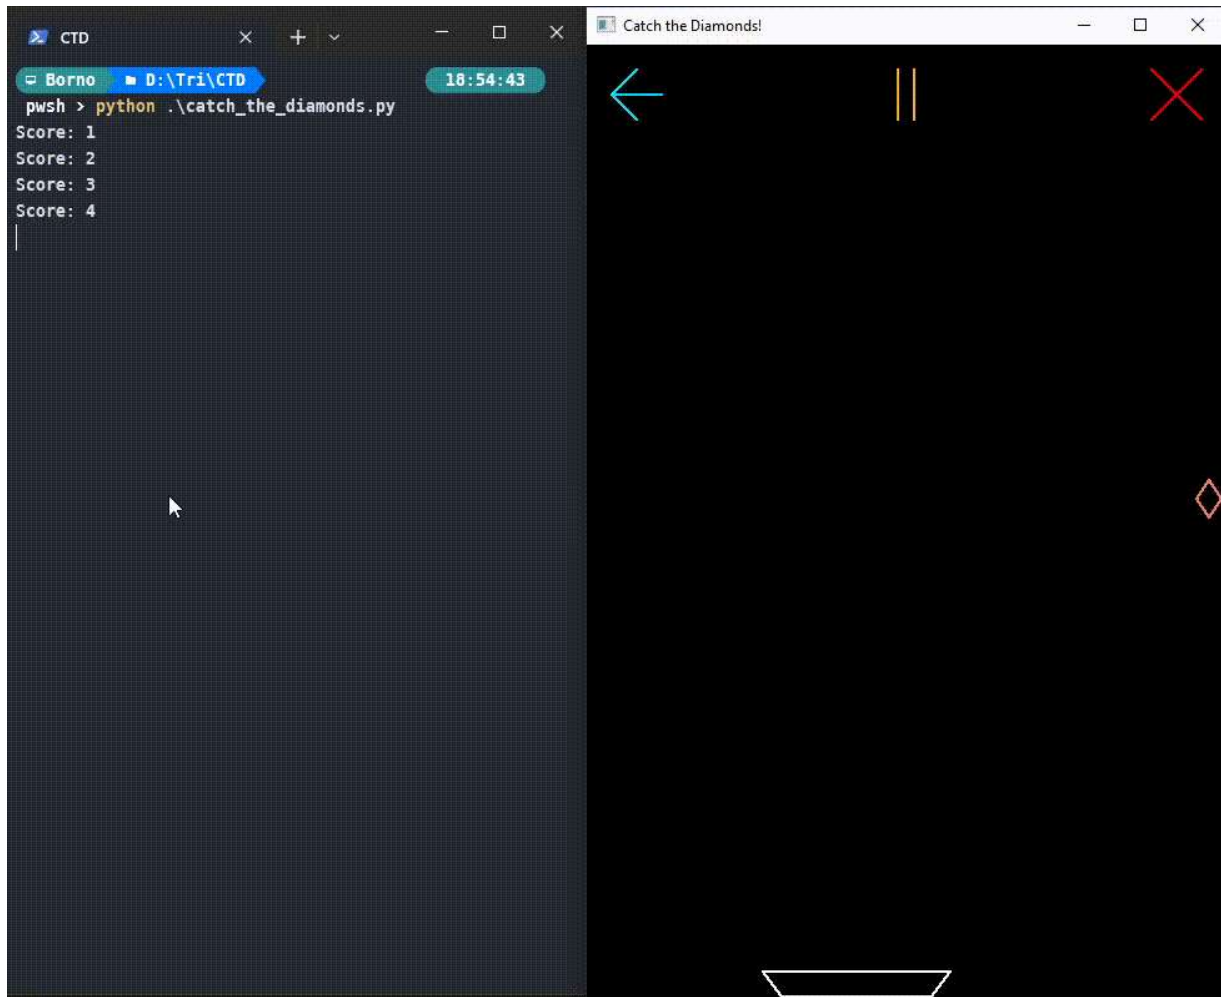 CTD
Borno D:\Tri\CTD 18:54:43
pwsh > python .\catch_the_diamonds.py
Score: 1
Score: 2
Score: 3
Score: 4
Catch the Diamonds!